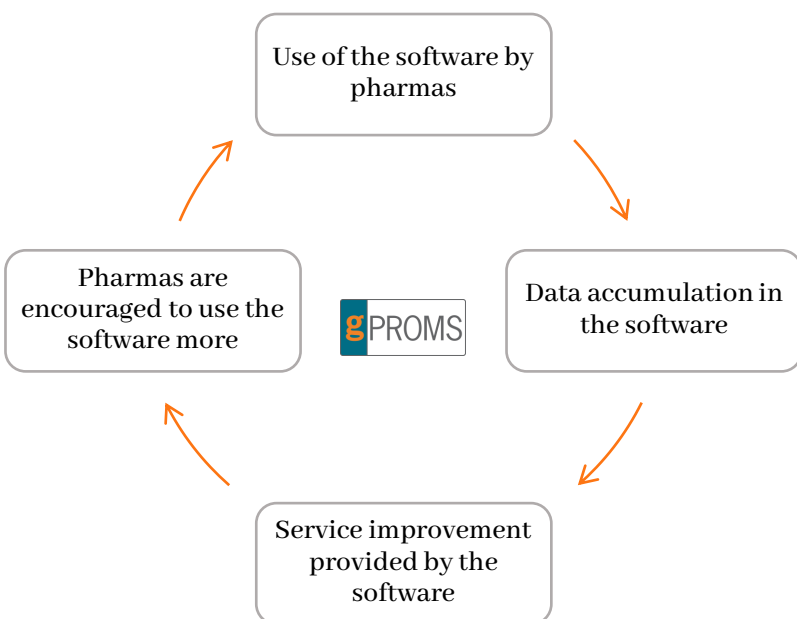 Use of the software by
pharmas
Data accumulation in
the software
Service improvement
provided by the
software
Pharmas are
encouraged to use the
software more
gPROMS